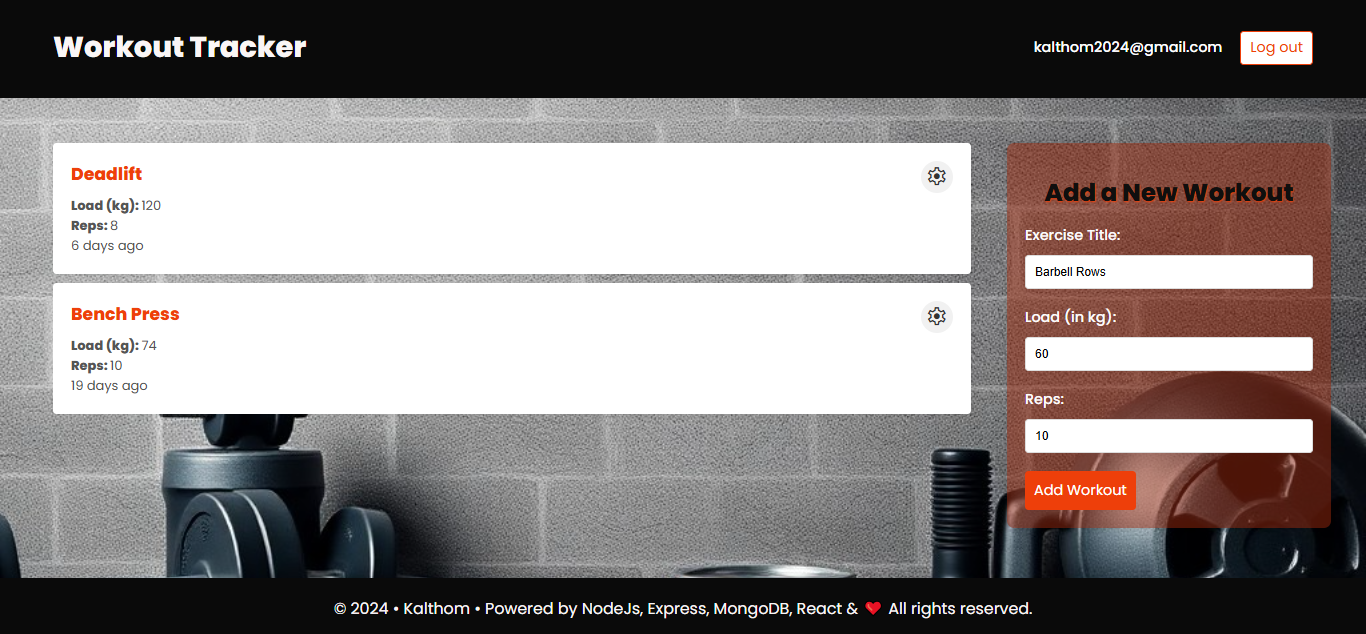 Workout Tracker
kalthom2024@gmail.com
Log out
Deadlift
Load (kg): 120
Reps: 8
6 days ago
Bench Press
Load (kg): 74
Reps: 10
19 days ago
Add a New Workout
Exercise Title:
Barbell Rows
Load (in kg):
60
Reps:
10
Add Workout
© 2024 • Kalthom • Powered by NodeJs, Express, MongoDB, React & ❤️ All rights reserved.